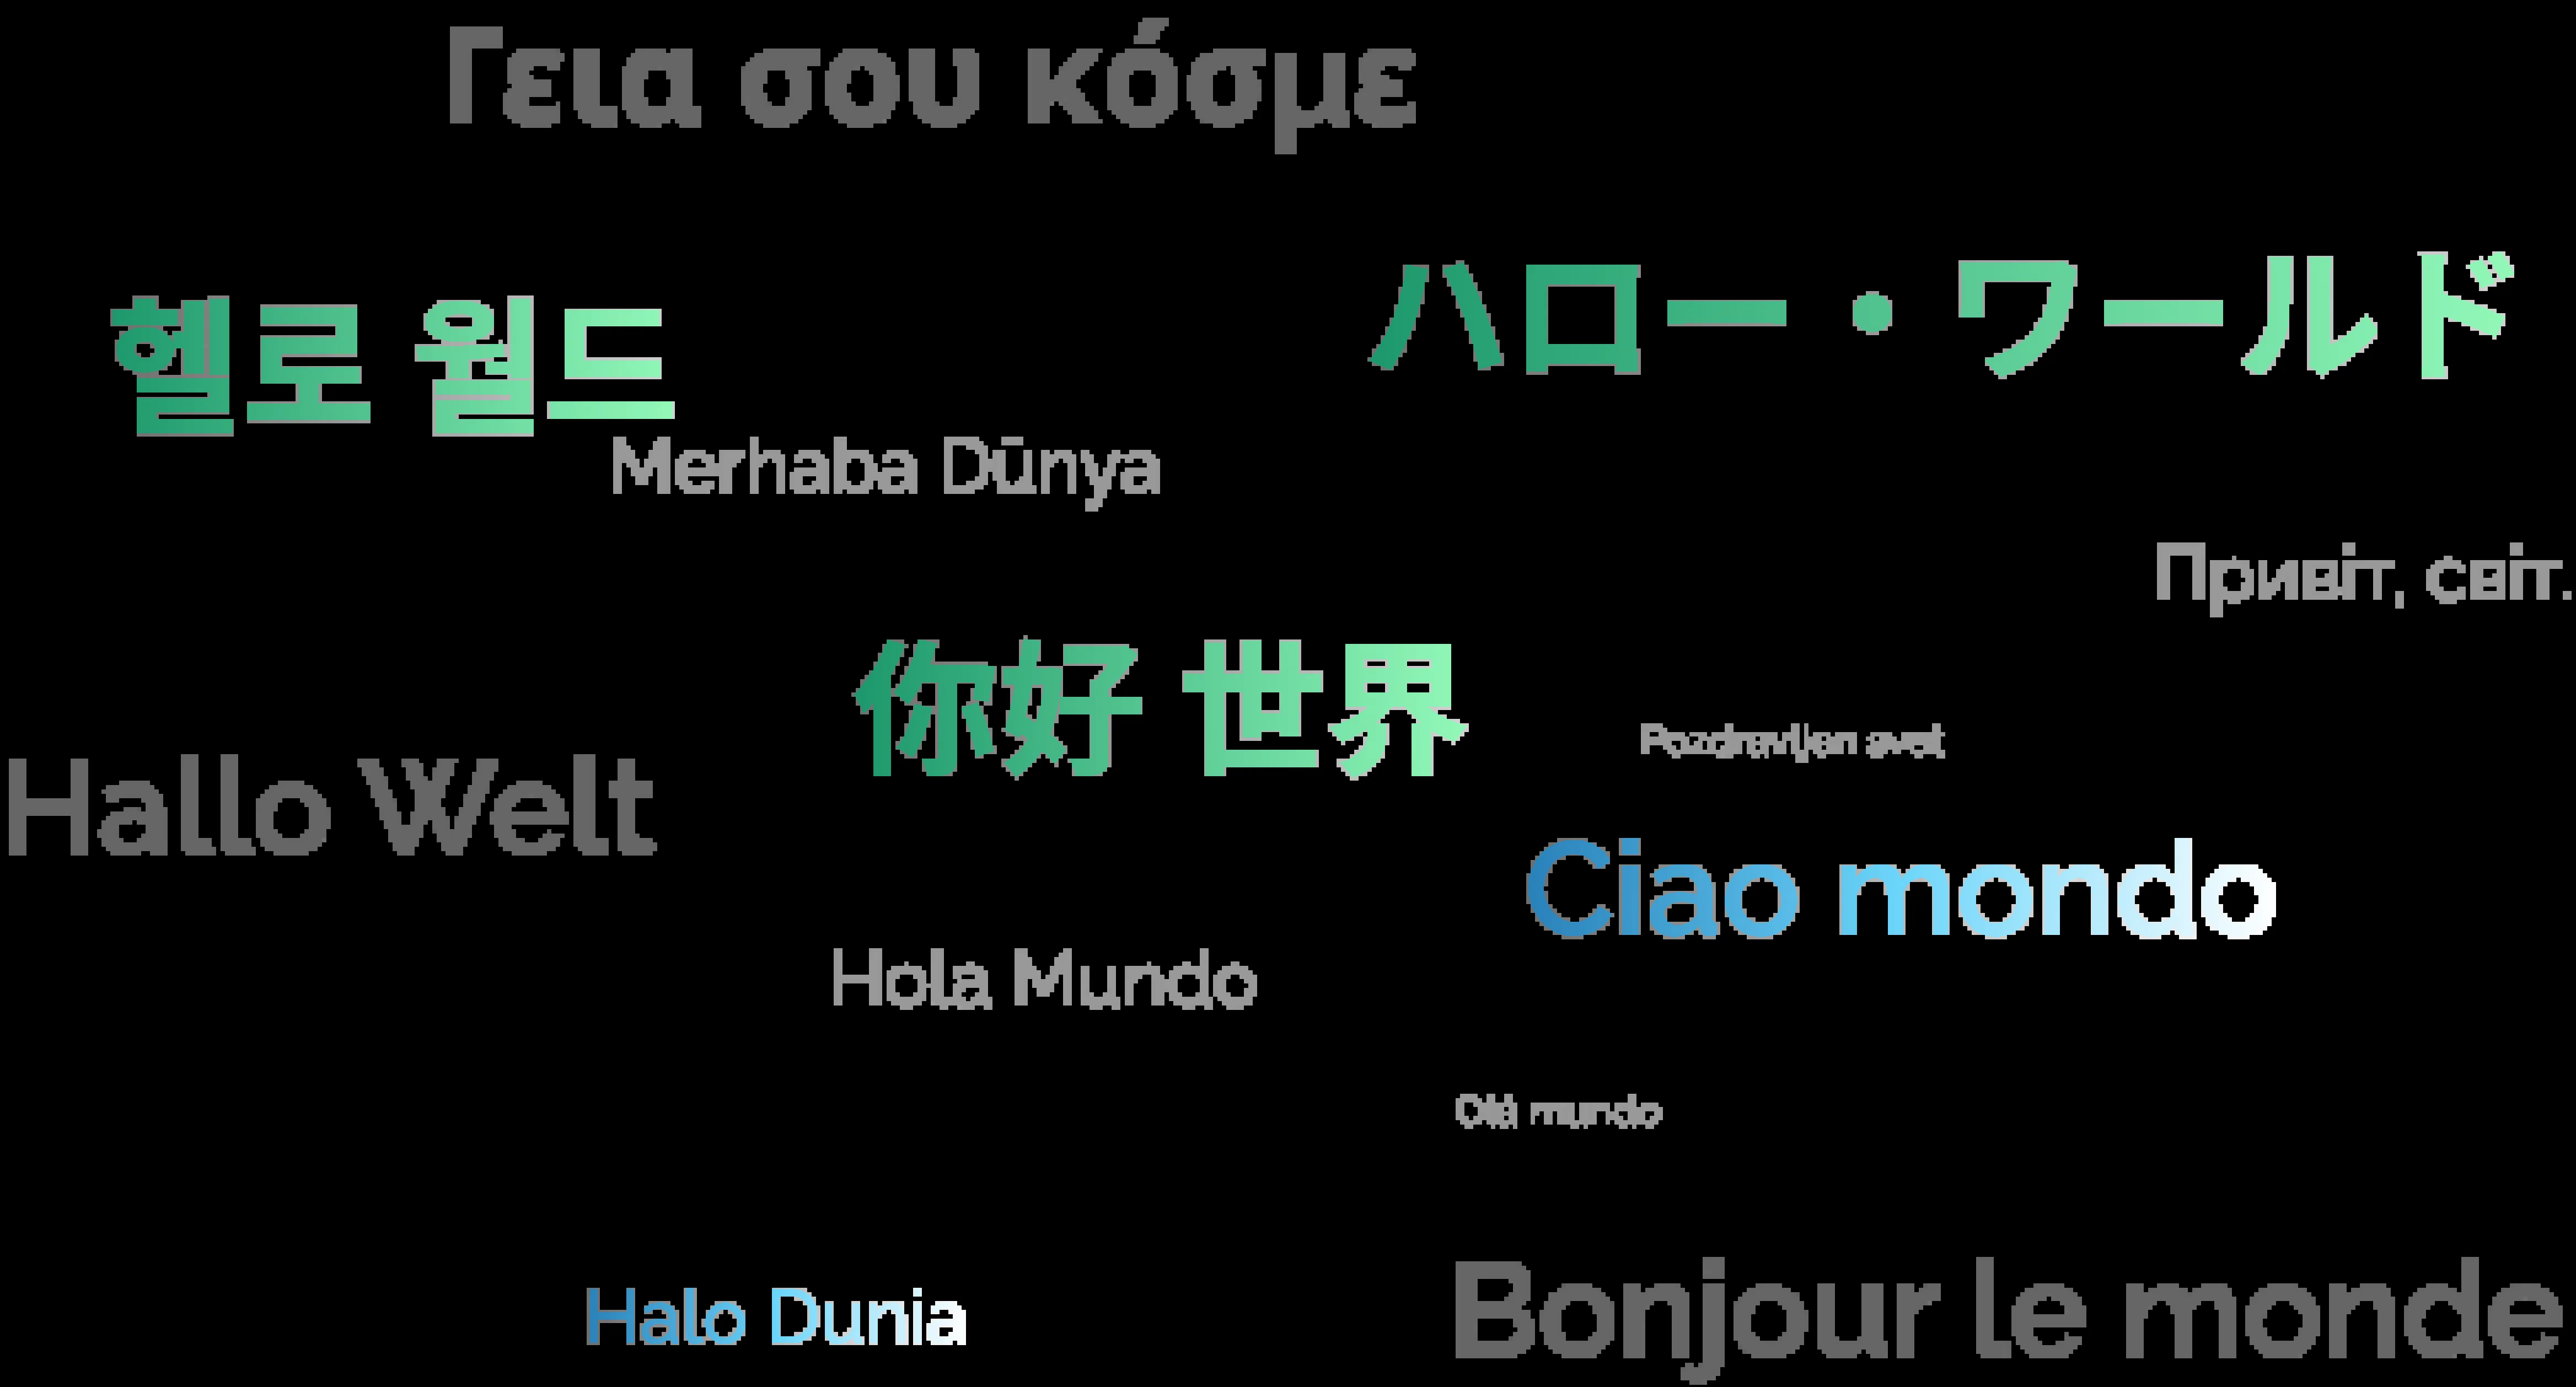 Γεια σου κόσμε
헬로 월드
ハロー・ワールド
Merhaba Dünya
Привіт, світ.
你好 世界
Pozdravljen svet
Hallo Welt
Ciao mondo
Hola Mundo
Olá mundo
Halo Dunia
Bonjour le monde